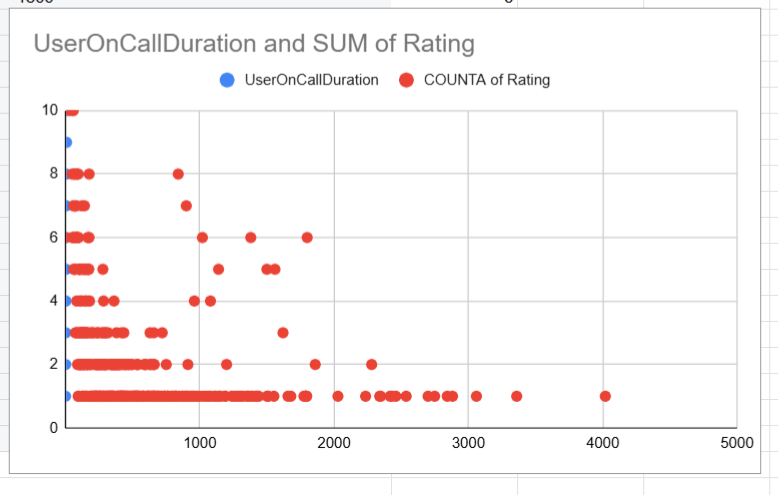 UserOnCallDuration and SUM of Rating
UserOnCallDuration COUNTA of Rating
10
8
6
4
2
0
1000 2000 3000 4000 5000